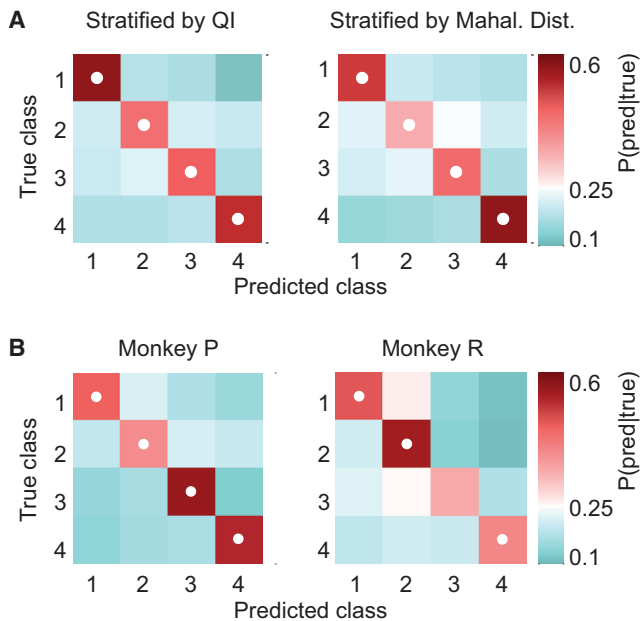 A
Stratified by QI
Stratified by Mahal. Dist.
True class
1
2
3
4
1 2 3 4
1
2
3
4
1 2 3 4
Predicted class
0.6
0.25
0.1
P(pred|true)
B
Monkey P
Monkey R
True class
1
2
3
4
1 2 3 4
1
2
3
4
1 2 3 4
Predicted class
0.6
0.25
0.1
P(pred|true)